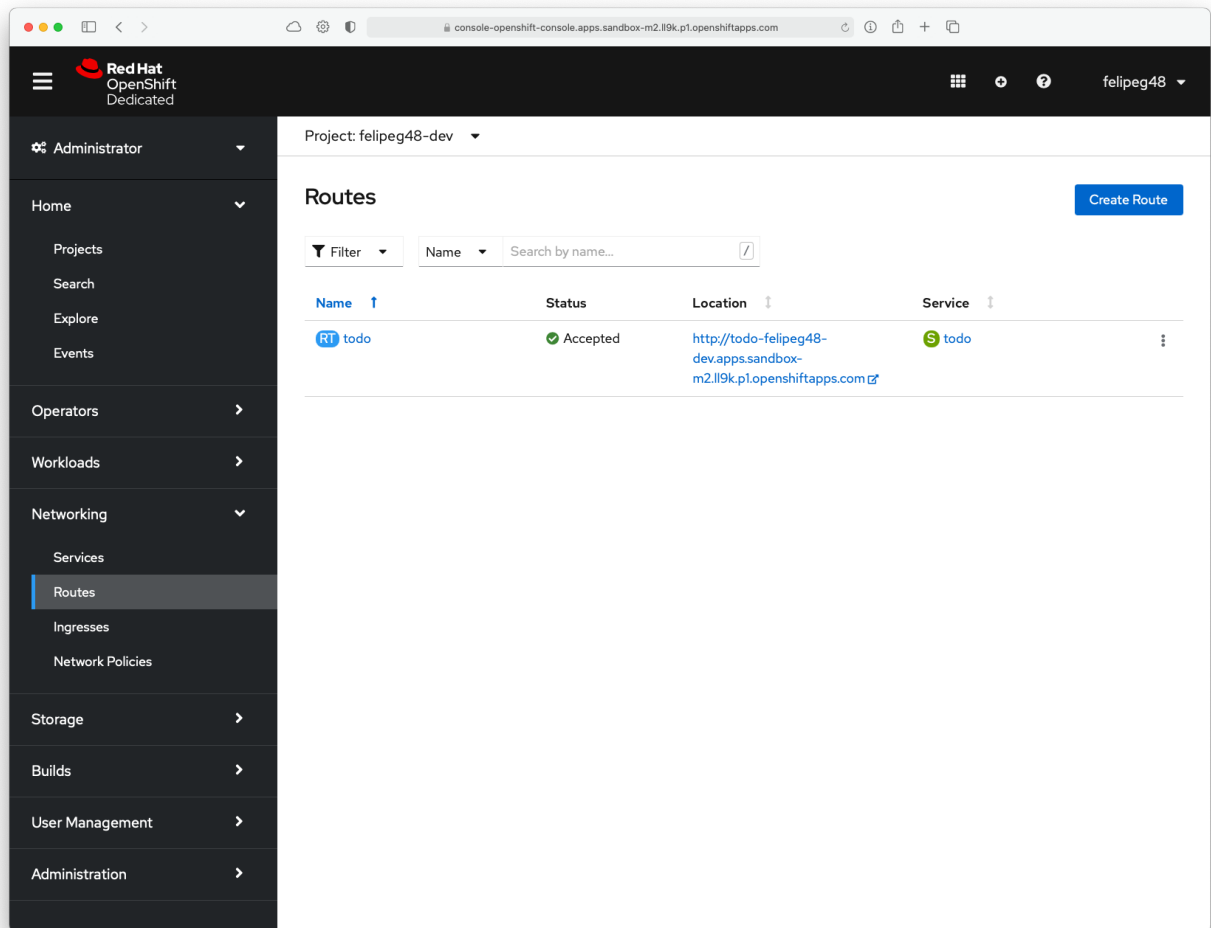 console-openshift-console.apps.sandbox-m2.ll9k.p1.openshiftapps.com
Red Hat
OpenShift
Dedicated
felipeg48
Administrator
Home
Projects
Search
Explore
Events
Operators
Workloads
Networking
Services
Routes
Ingresses
Network Policies
Storage
Builds
User Management
Administration
Project: felipeg48-dev
Routes
Create Route
Filter
Name
Search by name...
/
Name Status Location Service
RT todo
Accepted
http://todo-felipeg48-
dev.apps.sandbox-
m2.ll9k.p1.openshiftapps.com
S todo